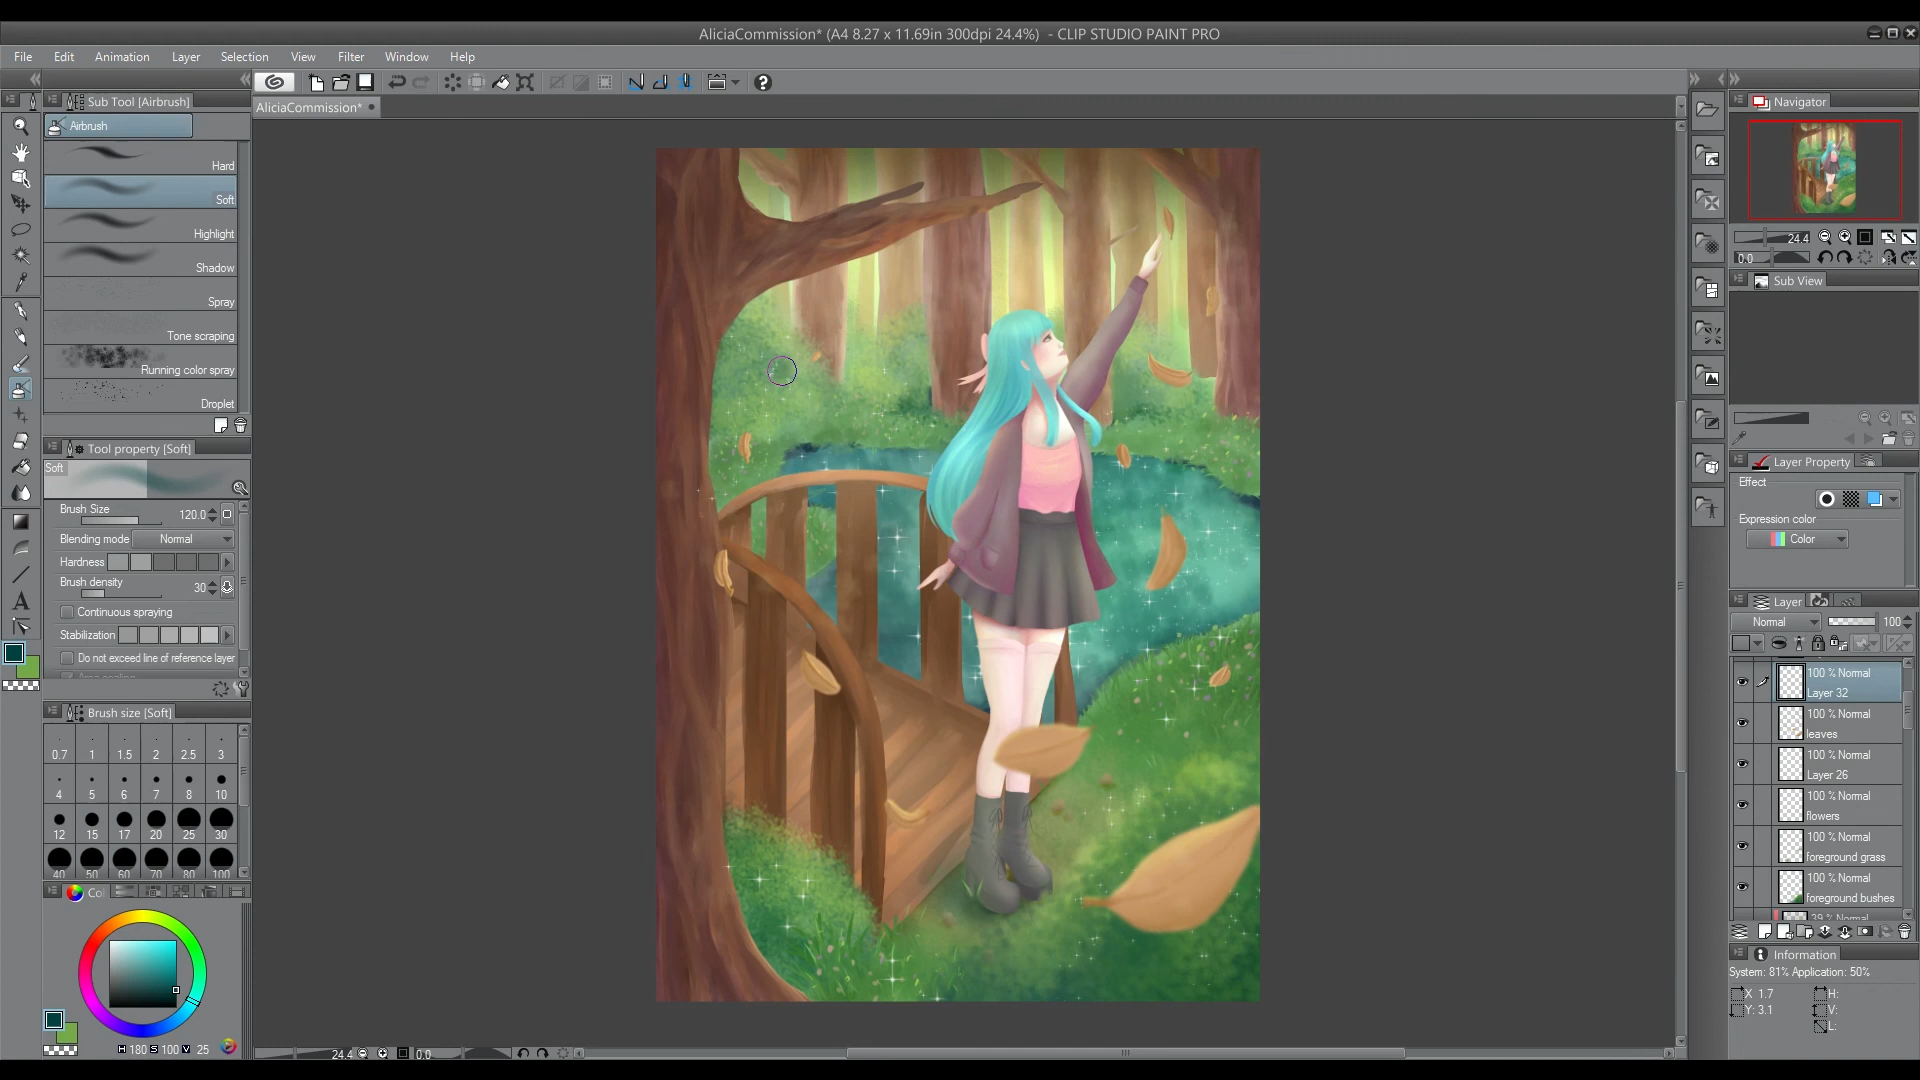 AliciaCommission* (A4 8.27 x 11.69in 300dpi 24.4%) - CLIP STUDIO PAINT PRO
File Edit Animation Layer Selection View Filter Window Help
Sub Tool [Airbrush]
Airbrush
Hard
Soft
Highlight
Shadow
Spray
Tone scraping
Running color spray
Droplet
Tool property [Soft]
Soft
Brush Size 120.0
Blending mode Normal
Hardness
Brush density 30
Continuous spraying
Stabilization
Do not exceed line of reference layer
Brush size [Soft]
0.7 1 1.5 2 2.5 3
4 5 6 7 8 10
12 15 17 20 25 30
40 50 60 70 80 100
Co
H 180 S 100 V 25
AliciaCommission*
24.4 0.0
Navigator
24.4
0.0
Sub View
Layer Property
Effect
Expression color
Color
Layer
Normal 100
100 % Normal
Layer 32
100 % Normal
leaves
100 % Normal
Layer 26
100 % Normal
flowers
100 % Normal
foreground grass
100 % Normal
foreground bushes
39 % Normal
Information
System: 81% Application: 50%
X 1.7 H:
Y: 3.1 V:
L: